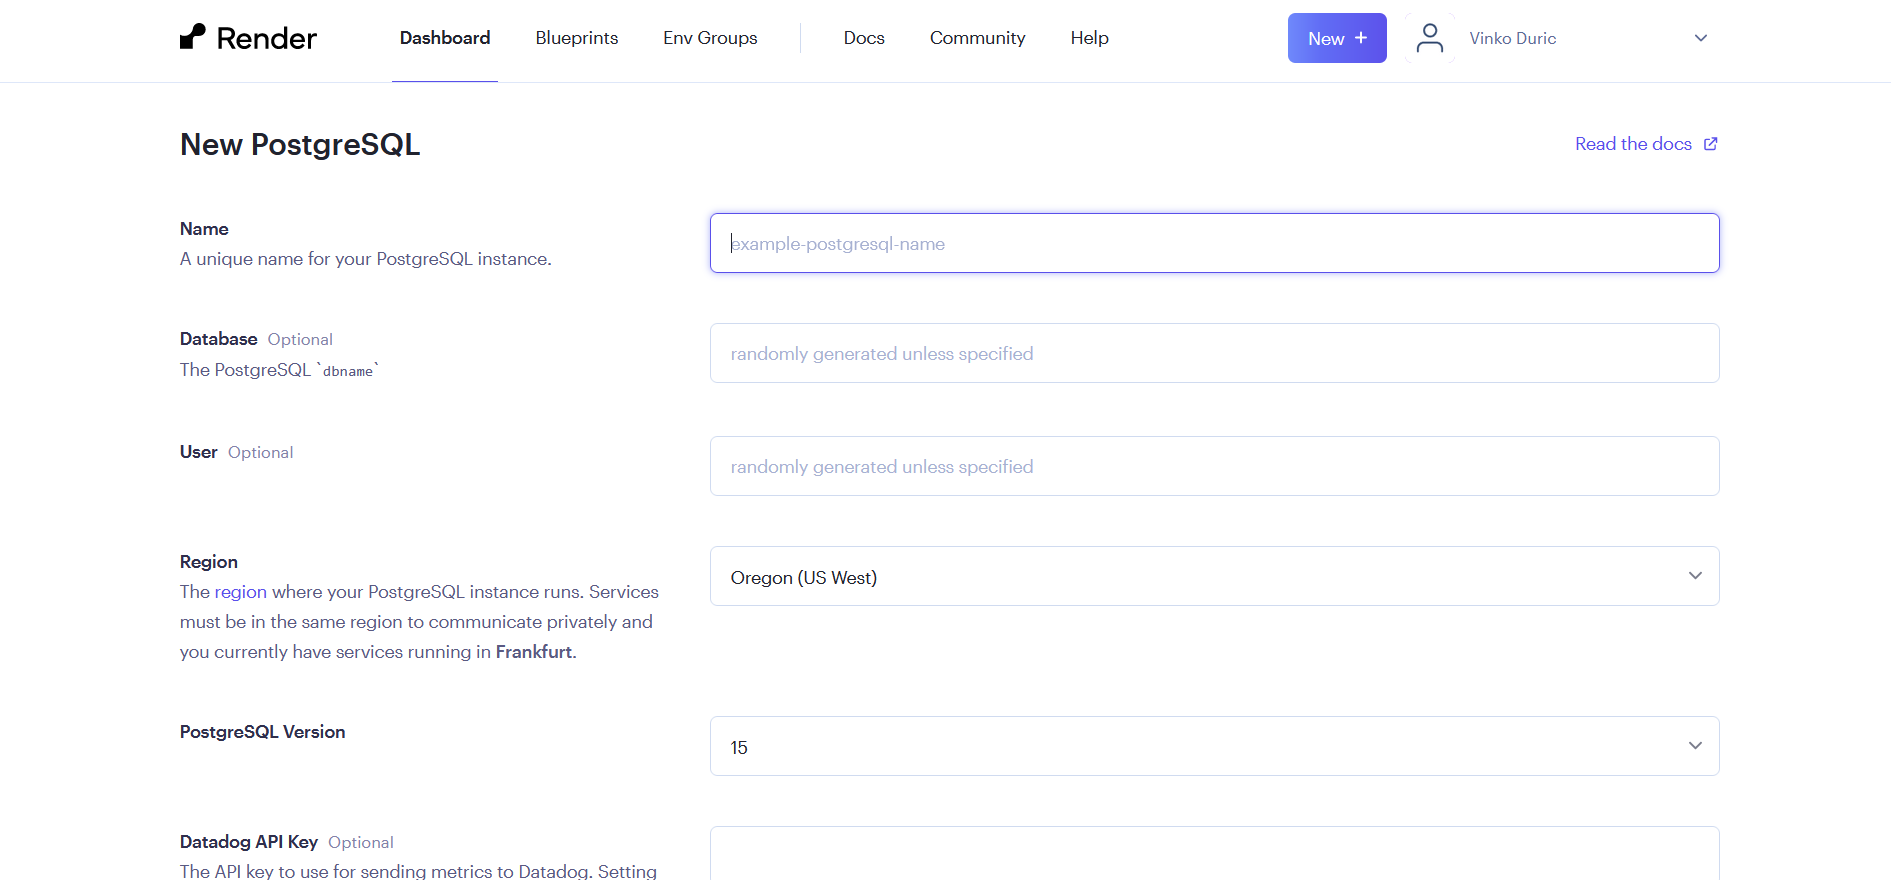 Render
Dashboard
Blueprints
Env Groups
Docs
Community
Help
New +
Vinko Duric
New PostgreSQL
Read the docs
Name
A unique name for your PostgreSQL instance.
example-postgresql-name
Database Optional
The PostgreSQL `dbname`
randomly generated unless specified
User Optional
randomly generated unless specified
Region
The region where your PostgreSQL instance runs. Services
must be in the same region to communicate privately and
you currently have services running in Frankfurt.
Oregon (US West)
PostgreSQL Version
15
Datadog API Key Optional
The API key to use for sending metrics to Datadog. Setting